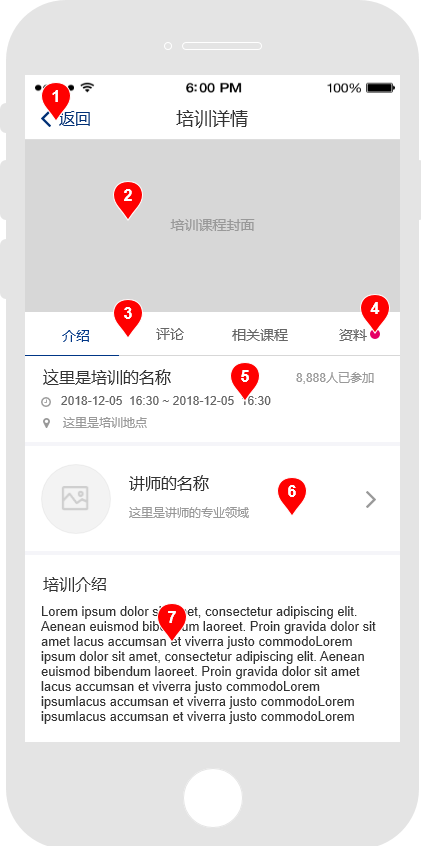 6:00 PM 100%
1
返回 培训详情
2
培训课程封面
3
4
介绍 评论 相关课程 资料
这里是培训的名称 5 8,888人已参加
2018-12-05 16:30 ~ 2018-12-05 16:30
这里是培训地点
讲师的名称 6
这里是讲师的专业领域
培训介绍
7
Lorem ipsum dolor sit amet, consectetur adipiscing elit.
Aenean euismod bibendum laoreet. Proin gravida dolor sit
amet lacus accumsan et viverra justo commodoLorem
ipsum dolor sit amet, consectetur adipiscing elit. Aenean
euismod bibendum laoreet. Proin gravida dolor sit amet
lacus accumsan et viverra justo commodoLorem
ipsumlacus accumsan et viverra justo commodoLorem
ipsumlacus accumsan et viverra justo commodoLorem